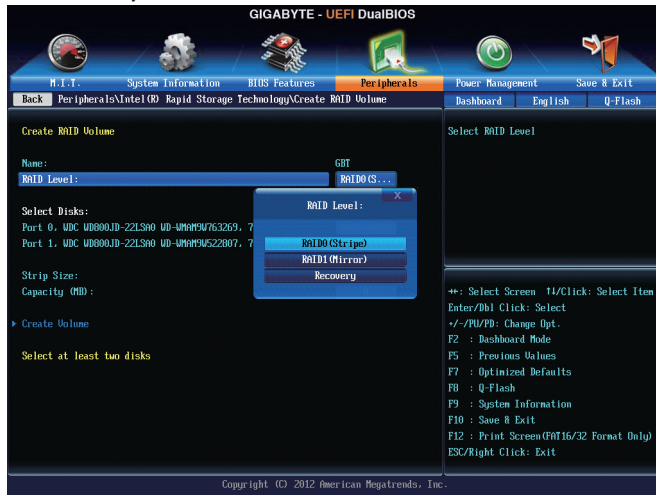 GIGABYTE - UEFI DualBIOS
M.I.T. System Information BIOS Features Peripherals Power Management Save & Exit
Back Peripherals\Intel(R) Rapid Storage Technology\Create RAID Volume
Dashboard English Q-Flash
Create RAID Volume
Name: GBT
RAID Level: RAID0(S...
Select Disks:
Port 0, WDC WD800JD-22LSA0 WD-WMAM9W763269, 7
Port 1, WDC WD800JD-22LSA0 WD-WMAM9W522807, 7
Strip Size:
Capacity (MB):
Create Volume
Select at least two disks
X
RAID Level:
RAID0(Stripe)
RAID1(Mirror)
Recovery
Select RAID Level
→←: Select Screen ↑↓/Click: Select Item
Enter/Dbl Click: Select
+/-/PU/PD: Change Opt.
F2 : Dashboard Mode
F5 : Previous Values
F7 : Optimized Defaults
F8 : Q-Flash
F9 : System Information
F10 : Save & Exit
F12 : Print Screen(FAT16/32 Format Only)
ESC/Right Click: Exit
Copyright (C) 2012 American Megatrends, Inc.